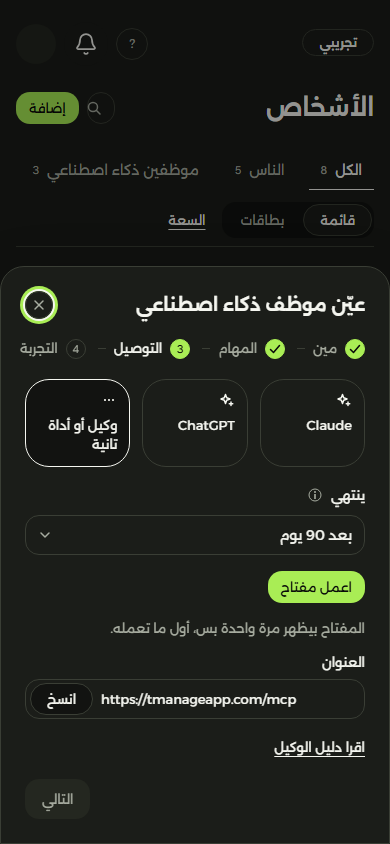 تجريبي
?
الأشخاص
إضافة
الكل 8
الناس 5
موظفين ذكاء اصطناعي 3
قائمة
بطاقات
السعة
عيّن موظف ذكاء اصطناعي
مين
المهام
3 التوصيل
4 التجربة
Claude
ChatGPT
وكيل أو أداة
تانية
ينتهي
بعد 90 يوم
اعمل مفتاح
المفتاح بيظهر مرة واحدة بس، أول ما تعمله.
العنوان
https://tmanageapp.com/mcp
انسخ
اقرا دليل الوكيل
التالي